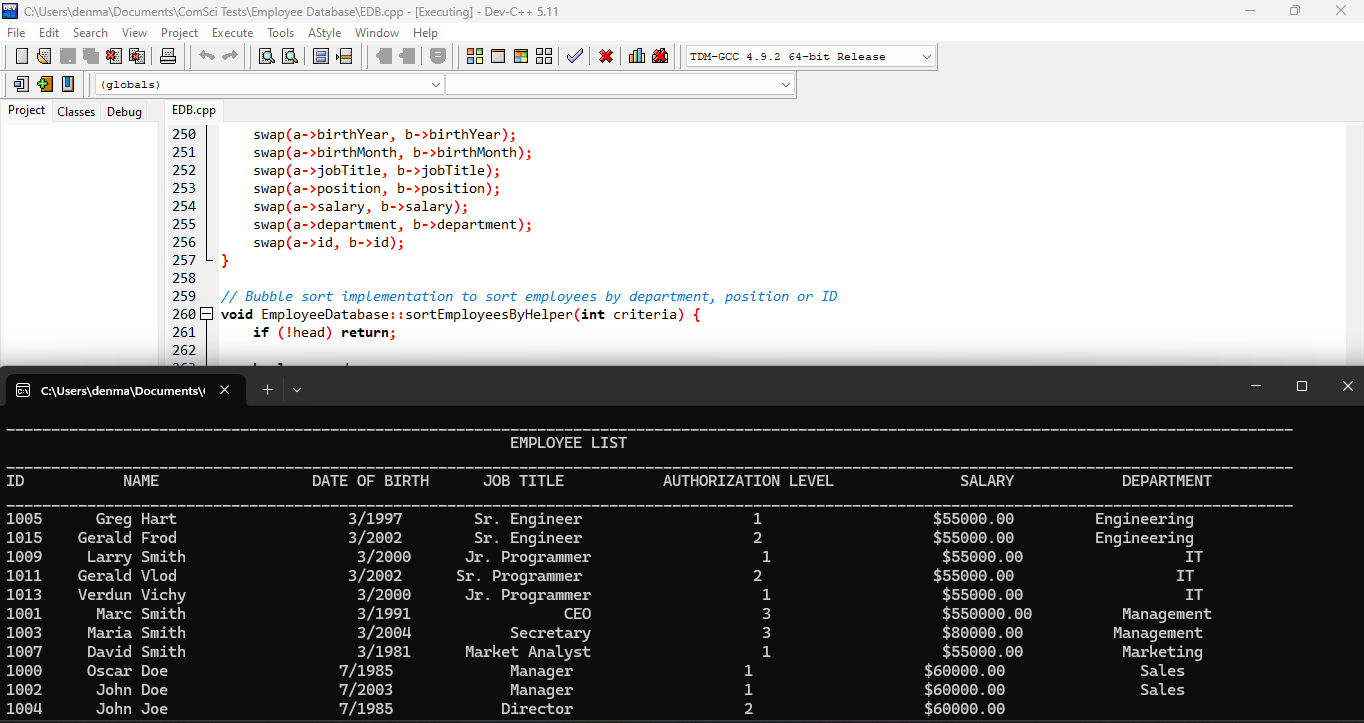 C:\Users\denma\Documents\ComSci Tests\Employee Database\EDB.cpp - [Executing] - Dev-C++ 5.11
File Edit Search View Project Execute Tools AStyle Window Help
TDM-GCC 4.9.2 64-bit Release
(globals)
Project Classes Debug EDB.cpp
250 swap(a->birthYear, b->birthYear);
251 swap(a->birthMonth, b->birthMonth);
252 swap(a->jobTitle, b->jobTitle);
253 swap(a->position, b->position);
254 swap(a->salary, b->salary);
255 swap(a->department, b->department);
256 swap(a->id, b->id);
257 }
258
259 // Bubble sort implementation to sort employees by department, position or ID
260 void EmployeeDatabase::sortEmployeesByHelper(int criteria) {
261 if (!head) return;
262
C:\Users\denma\Documents\
EMPLOYEE LIST
ID NAME DATE OF BIRTH JOB TITLE AUTHORIZATION LEVEL SALARY DEPARTMENT
1005 Greg Hart 3/1997 Sr. Engineer 1 $55000.00 Engineering
1015 Gerald Frod 3/2002 Sr. Engineer 2 $55000.00 Engineering
1009 Larry Smith 3/2000 Jr. Programmer 1 $55000.00 IT
1011 Gerald Vlod 3/2002 Sr. Programmer 2 $55000.00 IT
1013 Verdun Vichy 3/2000 Jr. Programmer 1 $55000.00 IT
1001 Marc Smith 3/1991 CEO 3 $550000.00 Management
1003 Maria Smith 3/2004 Secretary 3 $80000.00 Management
1007 David Smith 3/1981 Market Analyst 1 $55000.00 Marketing
1000 Oscar Doe 7/1985 Manager 1 $60000.00 Sales
1002 John Doe 7/2003 Manager 1 $60000.00 Sales
1004 John Joe 7/1985 Director 2 $60000.00